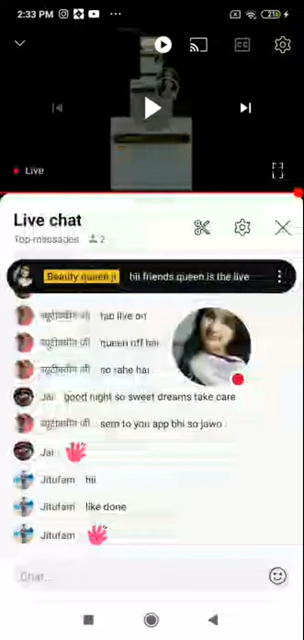 2:33 PM
Live
Live chat
Top messages 2
Beauty queen ji hii friends queen is the live
tab live on
queen off hai
so rahe hai
Jai good night so sweet dreams take care
sem to you app bhi so jawo
Jai
Jitufam hii
Jitufam like done
Jitufam
Chat...